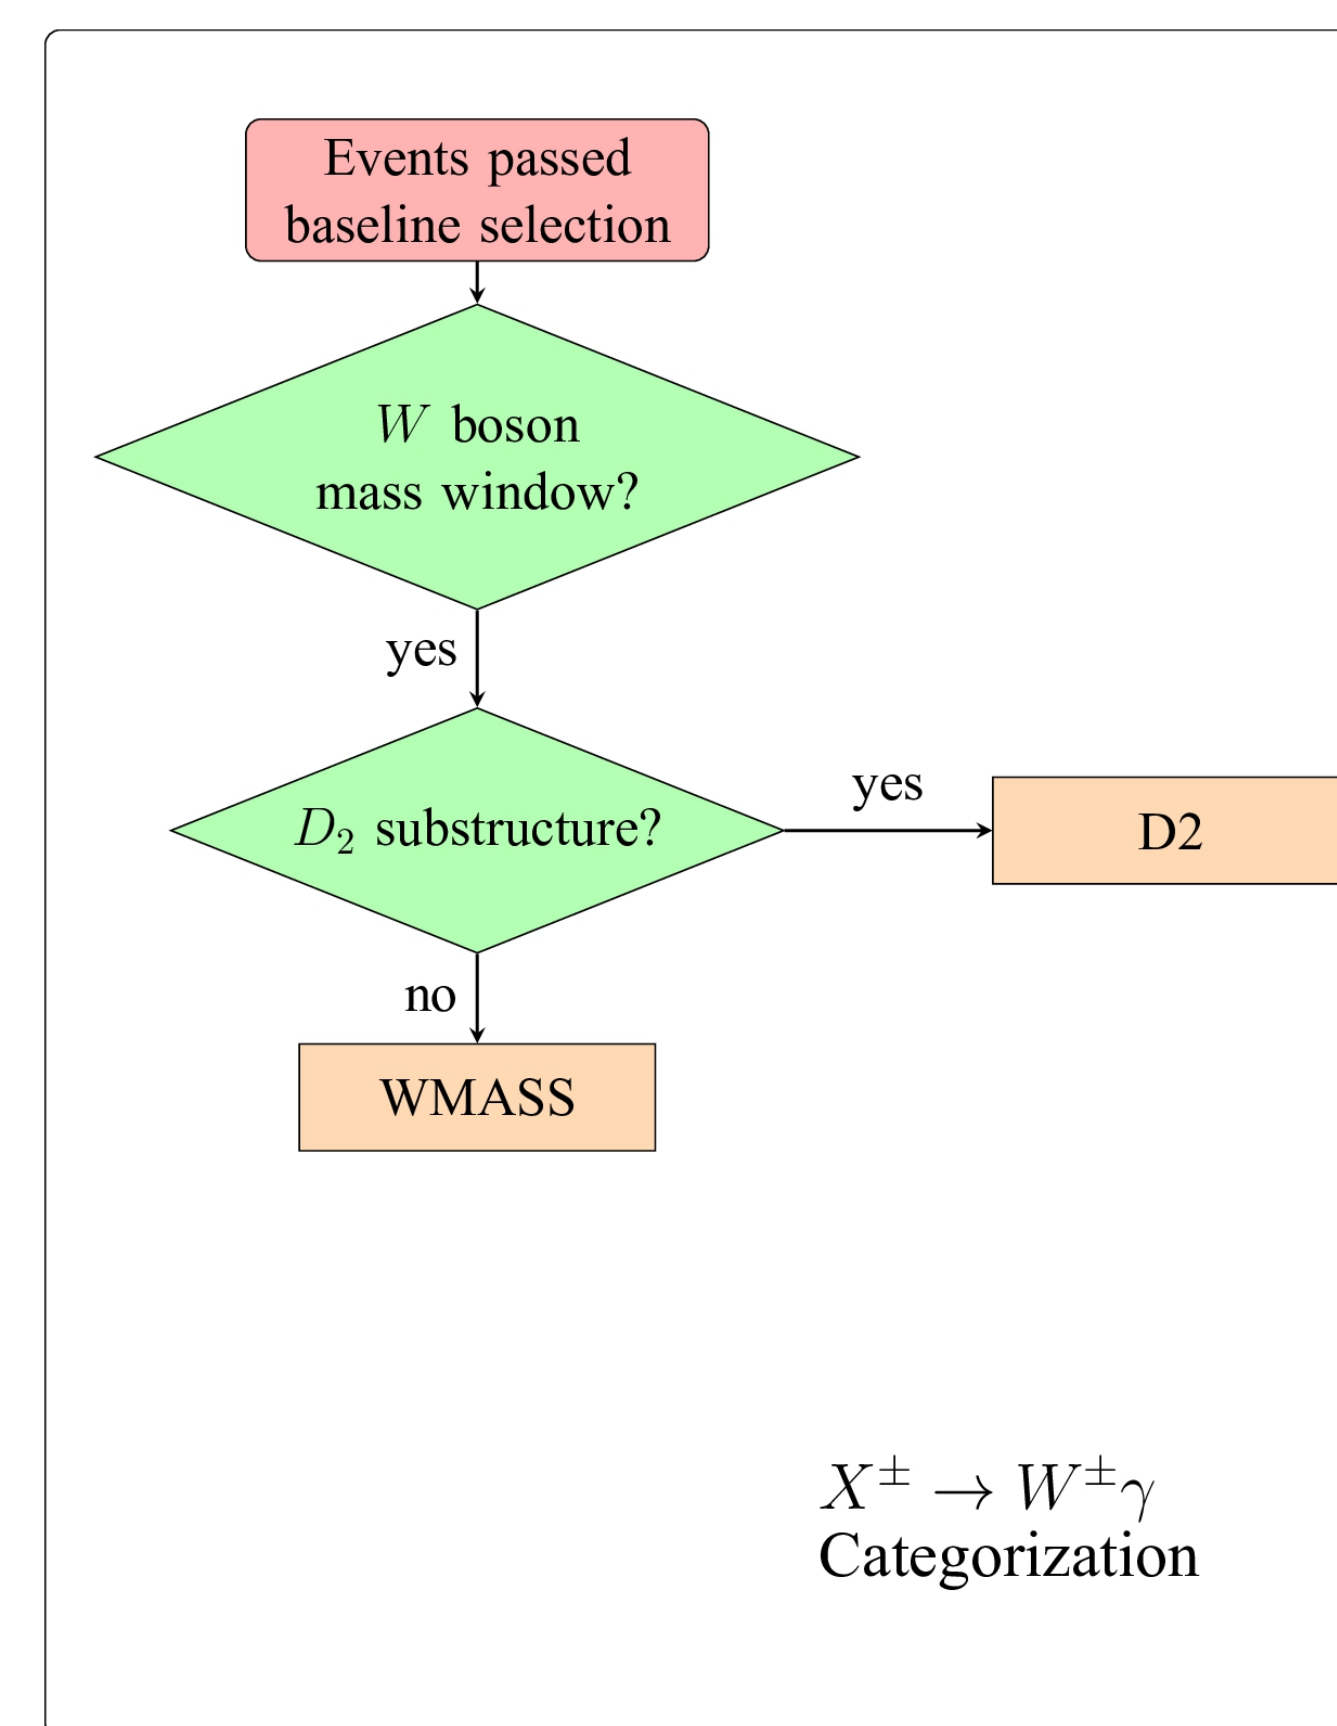 Events passed
baseline selection
W boson
mass window?
yes
D₂ substructure?
yes
D2
no
WMASS
X± → W±γ
Categorization